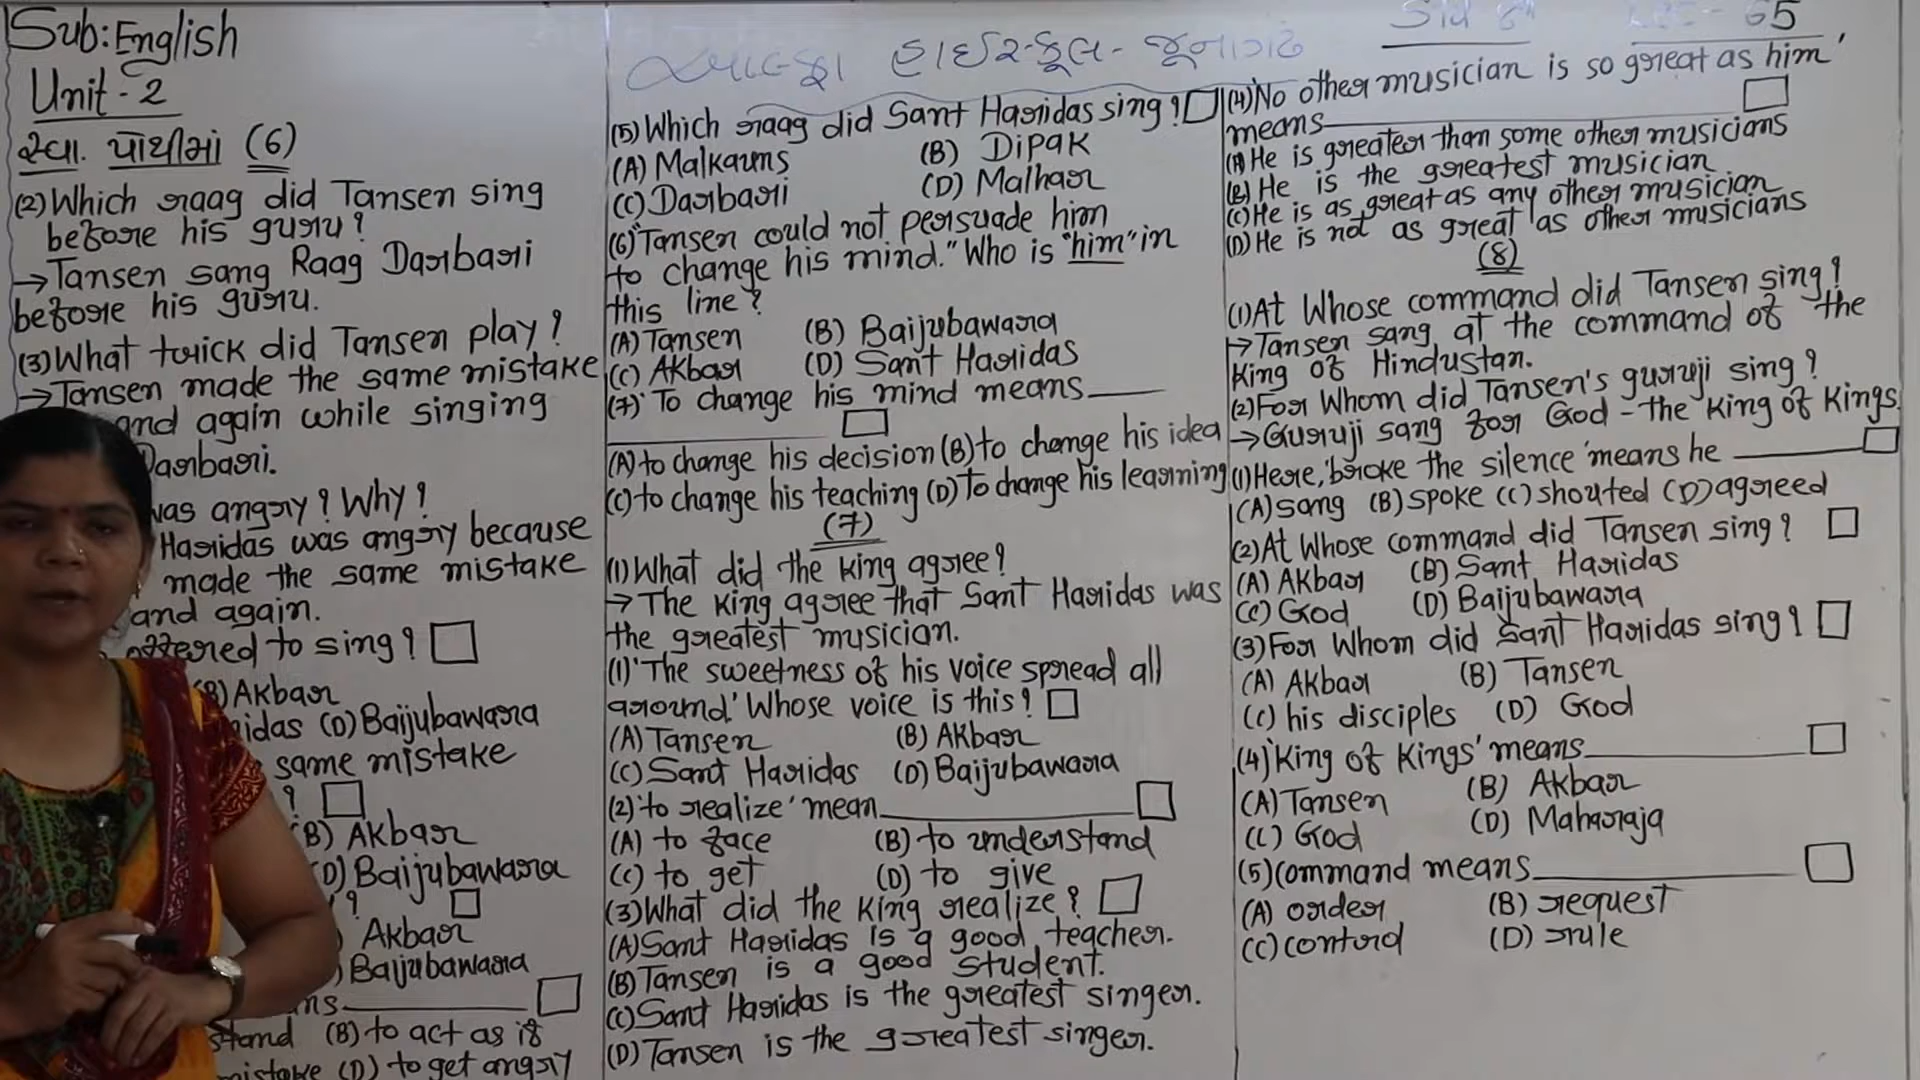 Sub: English
Unit - 2
સ્વા. પોથીમાં (6)
(2) Which raag did Tansen sing
before his guru?
→ Tansen sang Raag Darbari
before his guru.
(3) What trick did Tansen play?
→ Tansen made the same mistake
and again while singing
Darbari.
was angry? Why?
Haridas was angry because
made the same mistake
and again.
offered to sing?
(B) Akbar
ridas (D) Baijubawara
same mistake
?
(B) Akbar
(D) Baijubawara
?
Akbar
) Baijubawara
ns
stand (B) to act as if
mistake (D) to get angry
હાઈસ્કૂલ - જૂનાગઢ
(5) Which raag did Sant Haridas sing?
(A) Malkauns (B) Dipak
(C) Darbari (D) Malhar
(6) "Tansen could not persuade him
to change his mind." Who is "him" in
this line?
(A) Tansen (B) Baijubawara
(C) Akbar (D) Sant Haridas
(7) 'To change his mind means
(A) to change his decision (B) to change his idea
(C) to change his teaching (D) To change his learning
(7)
(1) What did the king agree?
→ The king agree that Sant Haridas was
the greatest musician.
(1) 'The sweetness of his voice spread all
around.' Whose voice is this?
(A) Tansen (B) Akbar
(C) Sant Haridas (D) Baijubawara
(2) 'to realize' mean
(A) to face (B) to understand
(C) to get (D) to give
(3) What did the king realize?
(A) Sant Haridas is a good teacher.
(B) Tansen is a good student.
(C) Sant Haridas is the greatest singer.
(D) Tansen is the greatest singer.
65
(4) No other musician is so great as him'
means
(A) He is greater than some other musicians
(B) He is the greatest musician
(C) He is as great as any other musician
(D) He is not as great as other musicians
(8)
(1) At Whose command did Tansen sing?
→ Tansen sang at the command of the
King of Hindustan.
(2) For Whom did Tansen's guruji sing?
→ Guruji sang for God - the King of Kings.
(1) Here, 'broke the silence' means he
(A) sang (B) spoke (C) shouted (D) agreed
(2) At Whose command did Tansen sing?
(A) Akbar (B) Sant Haridas
(C) God (D) Baijubawara
(3) For Whom did Sant Haridas sing?
(A) Akbar (B) Tansen
(C) his disciples (D) God
(4) 'King of Kings' means
(A) Tansen (B) Akbar
(C) God (D) Maharaja
(5) Command means
(A) order (B) request
(C) controd (D) rule